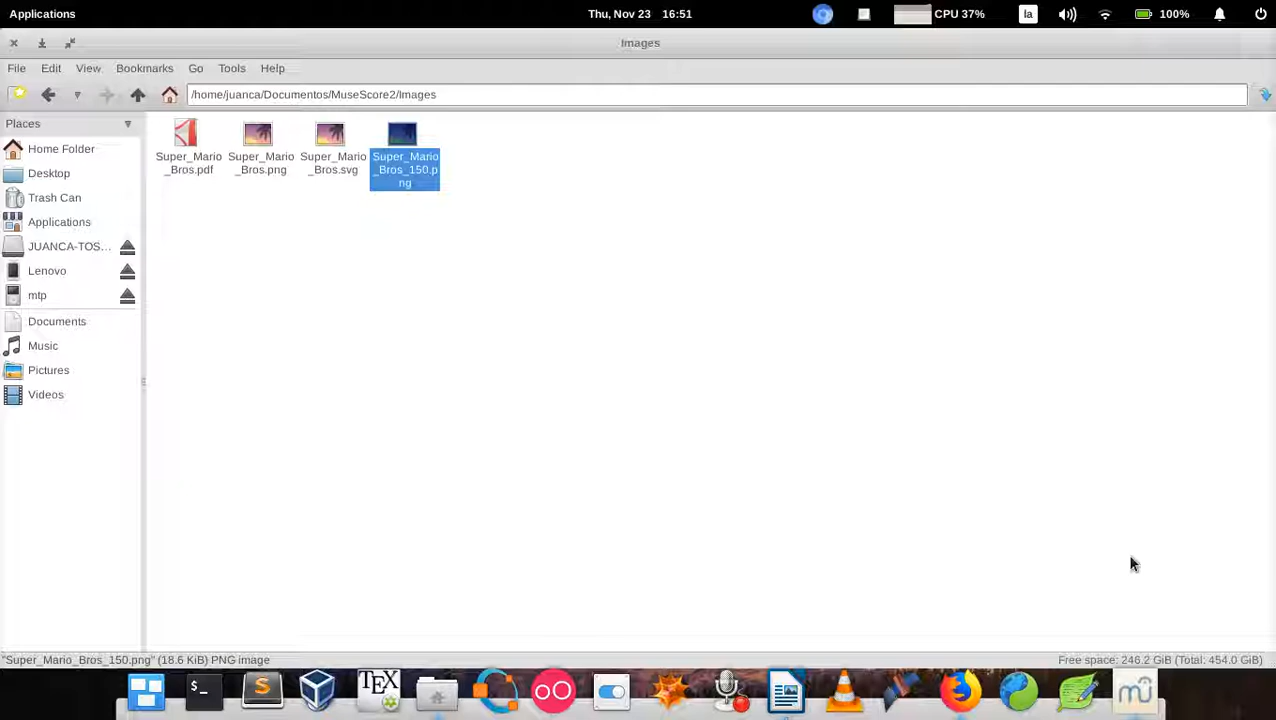 Applications
Thu, Nov 23 16:51
CPU 37%
la
100%
Images
File Edit View Bookmarks Go Tools Help
/home/juanca/Documentos/MuseScore2/Images
Places
Home Folder
Desktop
Trash Can
Applications
JUANCA-TOS...
Lenovo
mtp
Documents
Music
Pictures
Videos
Super_Mario
_Bros.pdf
Super_Mario
_Bros.png
Super_Mario
_Bros.svg
Super_Mario
_Bros_150.p
ng
"Super_Mario_Bros_150.png" (18.6 KiB) PNG image
Free space: 246.2 GiB (Total: 454.0 GiB)
>_
S
TEX
mu